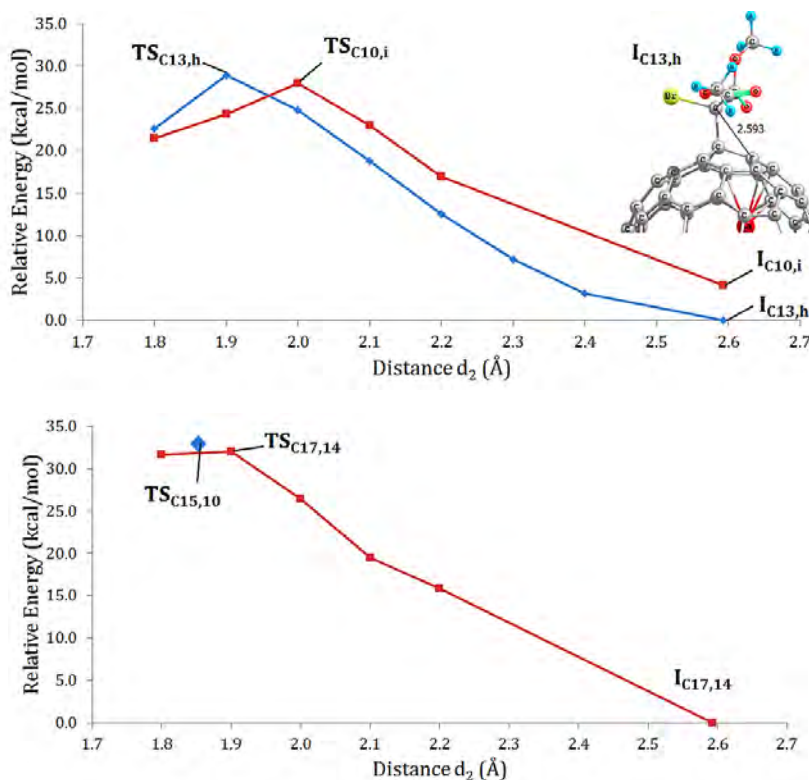 35.0
30.0
25.0
20.0
15.0
10.0
5.0
0.0
Relative Energy (kcal/mol)
TS_C13,h
TS_C10,i
I_C13,h
2.593
I_C10,i
I_C13,h
1.7 1.8 1.9 2.0 2.1 2.2 2.3 2.4 2.5 2.6 2.7
Distance d₂ (Å)
35.0
30.0
25.0
20.0
15.0
10.0
5.0
0.0
Relative Energy (kcal/mol)
TS_C17,14
TS_C15,10
I_C17,14
1.7 1.8 1.9 2.0 2.1 2.2 2.3 2.4 2.5 2.6 2.7
Distance d₂ (Å)